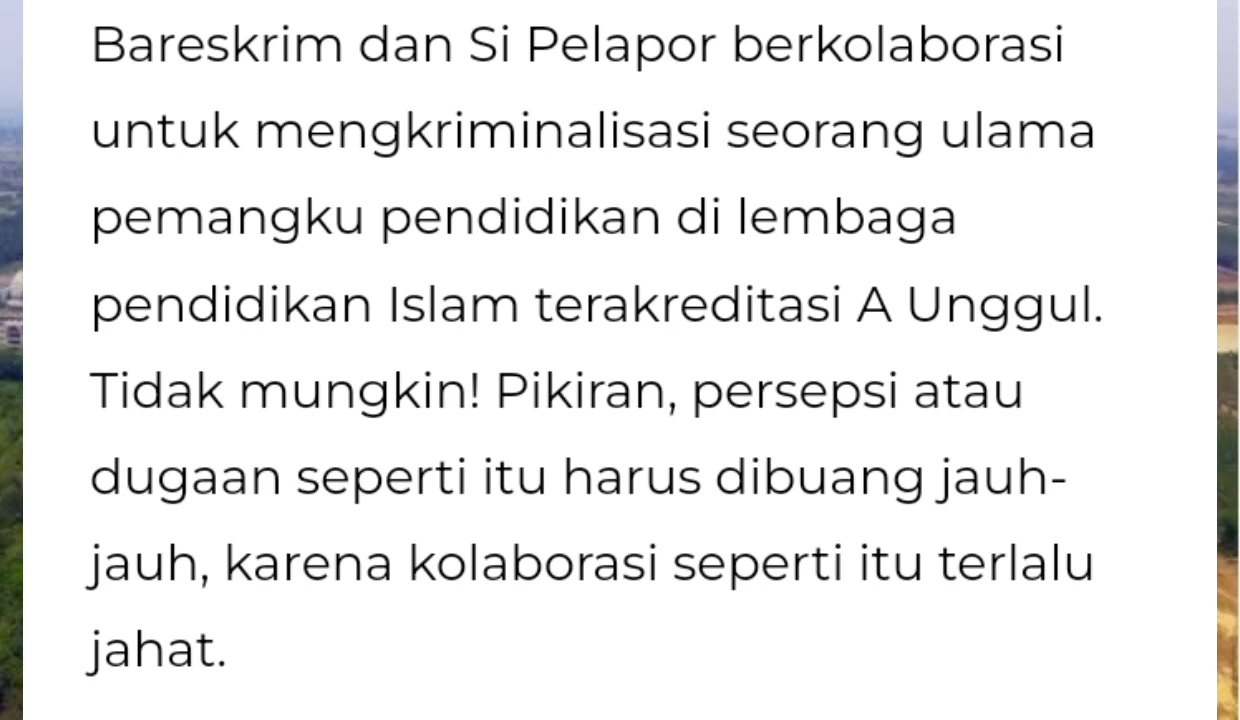 Bareskrim dan Si Pelapor berkolaborasi
untuk mengkriminalisasi seorang ulama
pemangku pendidikan di lembaga
pendidikan Islam terakreditasi A Unggul.
Tidak mungkin! Pikiran, persepsi atau
dugaan seperti itu harus dibuang jauh-
jauh, karena kolaborasi seperti itu terlalu
jahat.